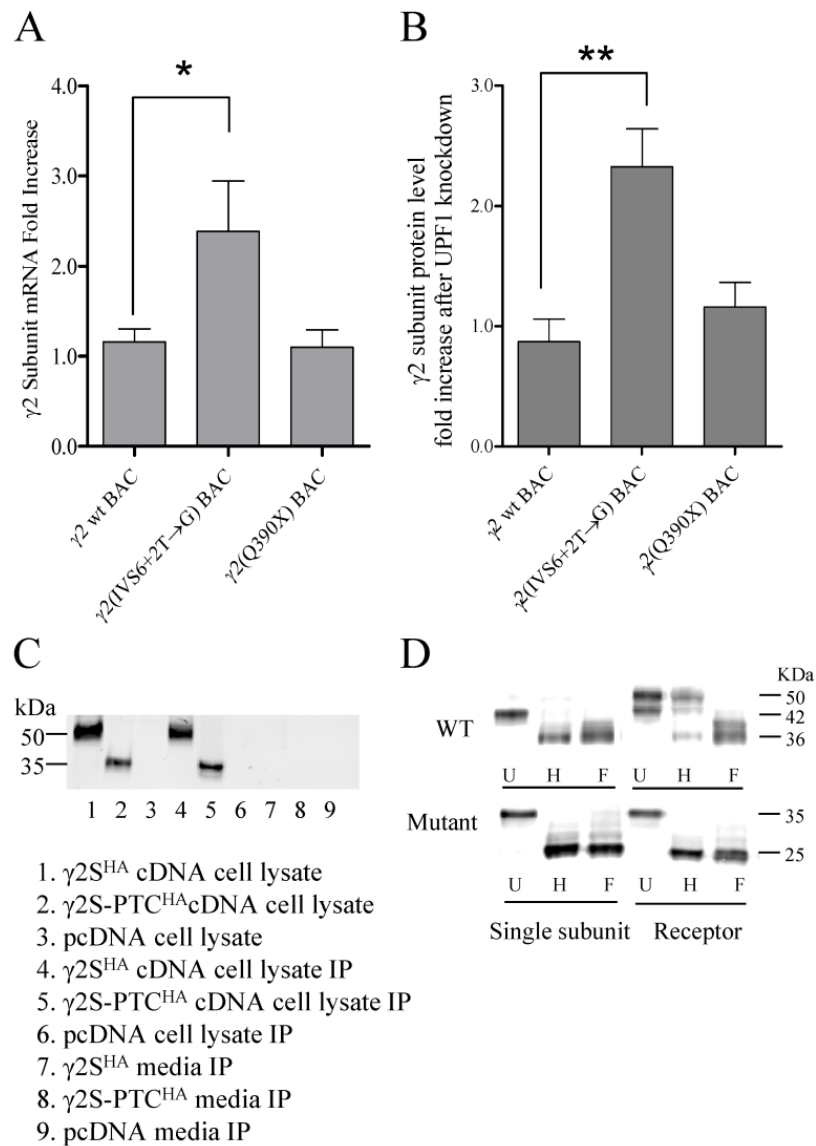 A
γ2 Subunit mRNA Fold Increase
4.0
3.0
2.0
1.0
0.0
*
γ2 wt BAC
γ2(IVS6+2T→G) BAC
γ2(Q390X) BAC
B
γ2 subunit protein level
fold increase after UPF1 knockdown
3.0
2.0
1.0
0.0
**
γ2 wt BAC
γ2(IVS6+2T→G) BAC
γ2(Q390X) BAC
C
kDa
50
35
1 2 3 4 5 6 7 8 9
1. γ2S^HA cDNA cell lysate
2. γ2S-PTC^HAcDNA cell lysate
3. pcDNA cell lysate
4. γ2S^HA cDNA cell lysate IP
5. γ2S-PTC^HA cDNA cell lysate IP
6. pcDNA cell lysate IP
7. γ2S^HA media IP
8. γ2S-PTC^HA media IP
9. pcDNA media IP
D
KDa
WT
50
42
36
U H F U H F
Mutant
35
25
U H F U H F
Single subunit Receptor